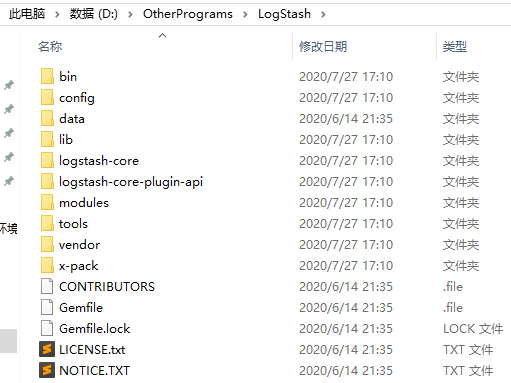 此电脑 > 数据 (D:) > OtherPrograms > LogStash >
名称 修改日期 类型
bin 2020/7/27 17:10 文件夹
config 2020/7/27 17:10 文件夹
data 2020/6/14 21:35 文件夹
lib 2020/7/27 17:10 文件夹
logstash-core 2020/7/27 17:10 文件夹
logstash-core-plugin-api 2020/7/27 17:10 文件夹
modules 2020/7/27 17:10 文件夹
tools 2020/7/27 17:10 文件夹
vendor 2020/7/27 17:10 文件夹
x-pack 2020/7/27 17:10 文件夹
CONTRIBUTORS 2020/6/14 21:35 .file
Gemfile 2020/6/14 21:35 .file
Gemfile.lock 2020/6/14 21:35 LOCK 文件
LICENSE.txt 2020/6/14 21:35 TXT 文件
NOTICE.TXT 2020/6/14 21:35 TXT 文件
环境